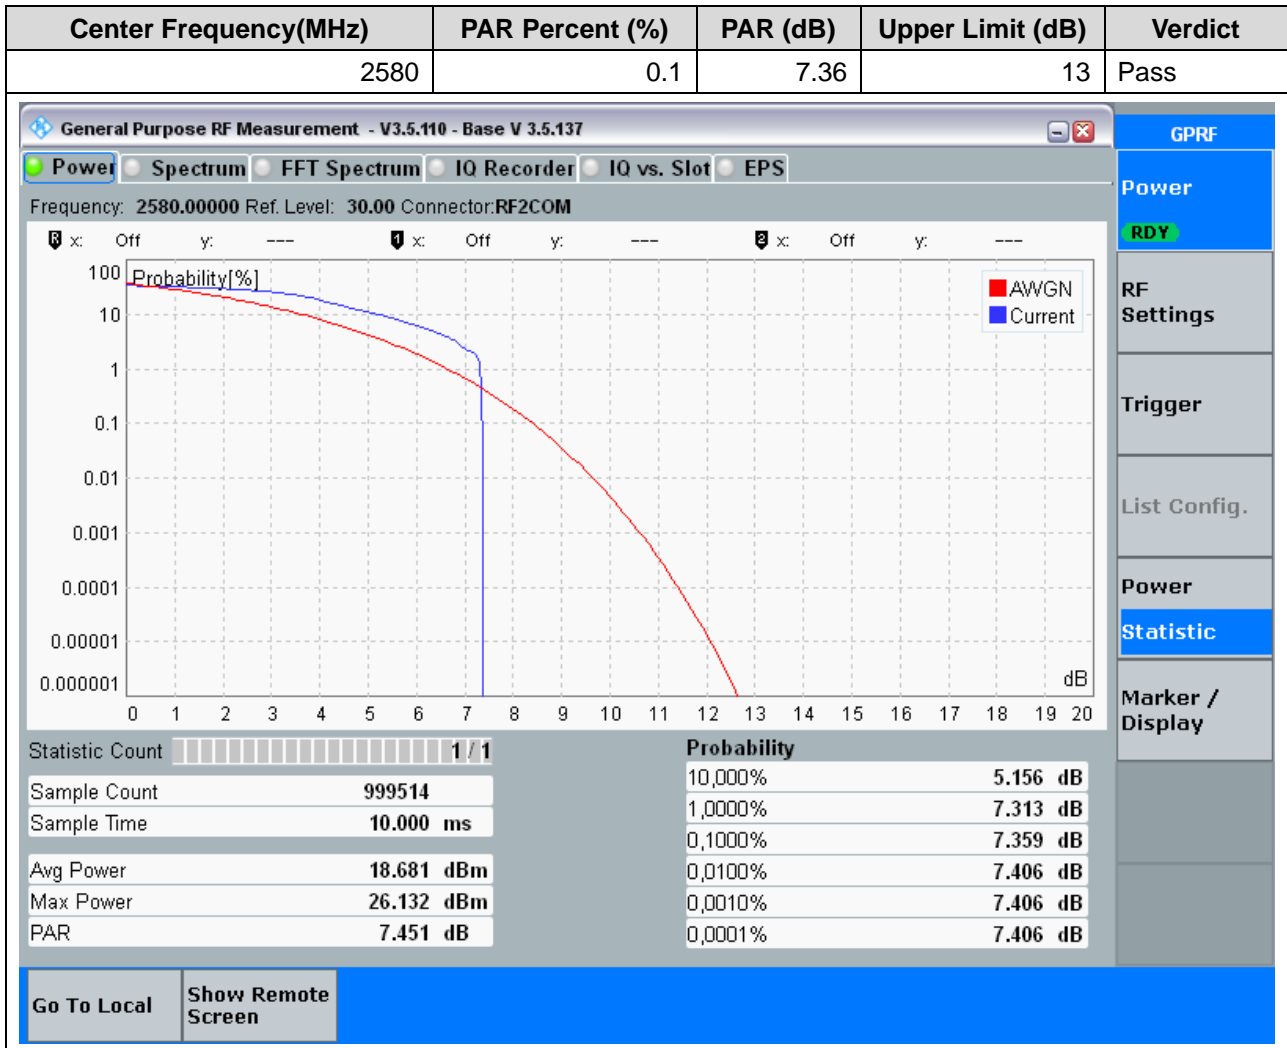 Center Frequency(MHz) PAR Percent (%) PAR (dB) Upper Limit (dB) Verdict
2580 0.1 7.36 13 Pass
General Purpose RF Measurement - V3.5.110 - Base V 3.5.137
GPRF
Power Spectrum FFT Spectrum IQ Recorder IQ vs. Slot EPS
Power
RDY
Frequency: 2580.00000 Ref. Level: 30.00 Connector:RF2COM
R x: Off y: --- 1 x: Off y: --- 2 x: Off y: ---
Probability[%]
AWGN
Current
100
10
1
0.1
0.01
0.001
0.0001
0.00001
0.000001
dB
0 1 2 3 4 5 6 7 8 9 10 11 12 13 14 15 16 17 18 19 20
RF
Settings
Trigger
List Config.
Power
Statistic
Marker /
Display
Statistic Count 1 / 1
Sample Count 999514
Sample Time 10.000 ms
Avg Power 18.681 dBm
Max Power 26.132 dBm
PAR 7.451 dB
Probability
10,000% 5.156 dB
1,0000% 7.313 dB
0,1000% 7.359 dB
0,0100% 7.406 dB
0,0010% 7.406 dB
0,0001% 7.406 dB
Go To Local
Show Remote
Screen